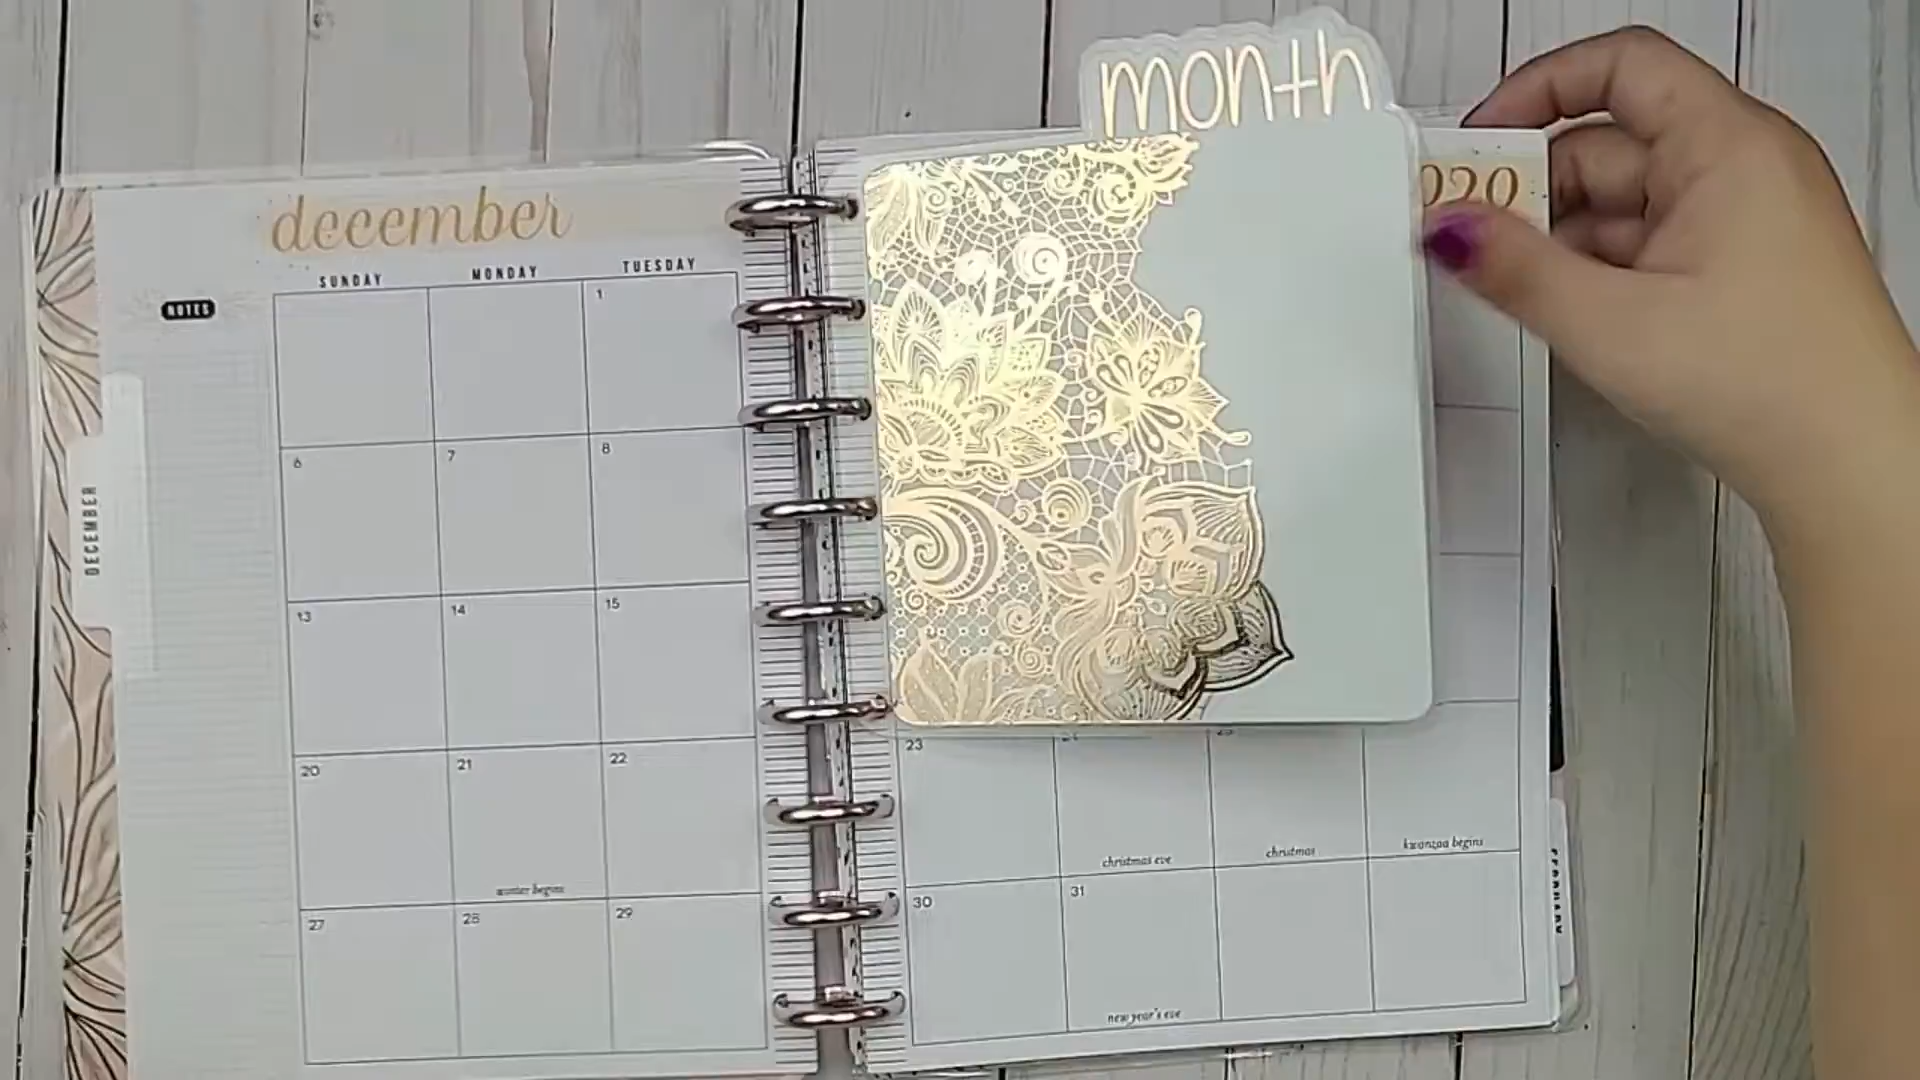 month
december
SUNDAY MONDAY TUESDAY
NOTES
1
6 7 8
DECEMBER
13 14 15
20 21 22
winter begins
27 28 29
2020
23
christmas eve christmas kwanzaa begins
30 31
new year's eve